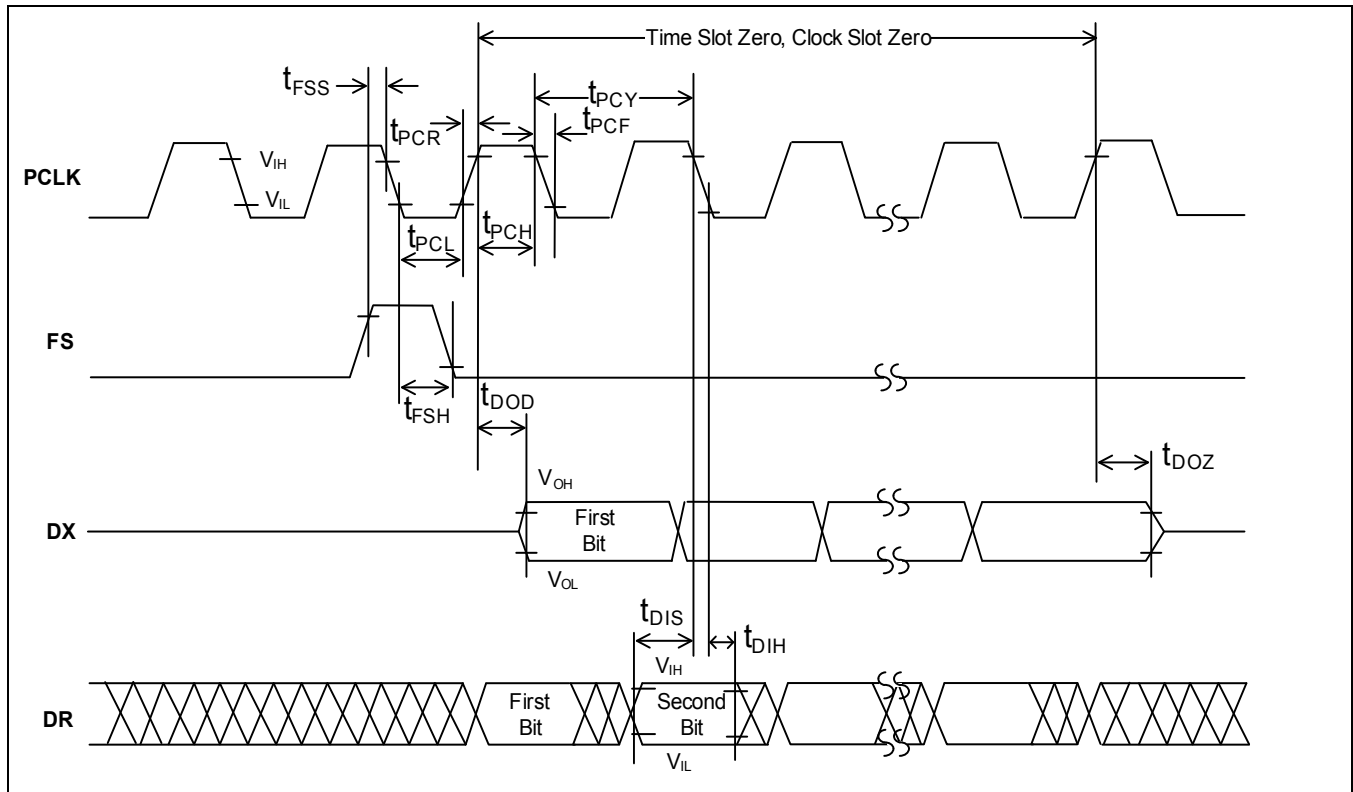 Time Slot Zero, Clock Slot Zero
tFSS
tPCY
tPCR
tPCF
VIH
PCLK
VIL
tPCL
tPCH
FS
tFSH
tDOD
tDOZ
VOH
DX
First
Bit
VOL
tDIS
tDIH
VIH
DR
First
Bit
Second
Bit
VIL